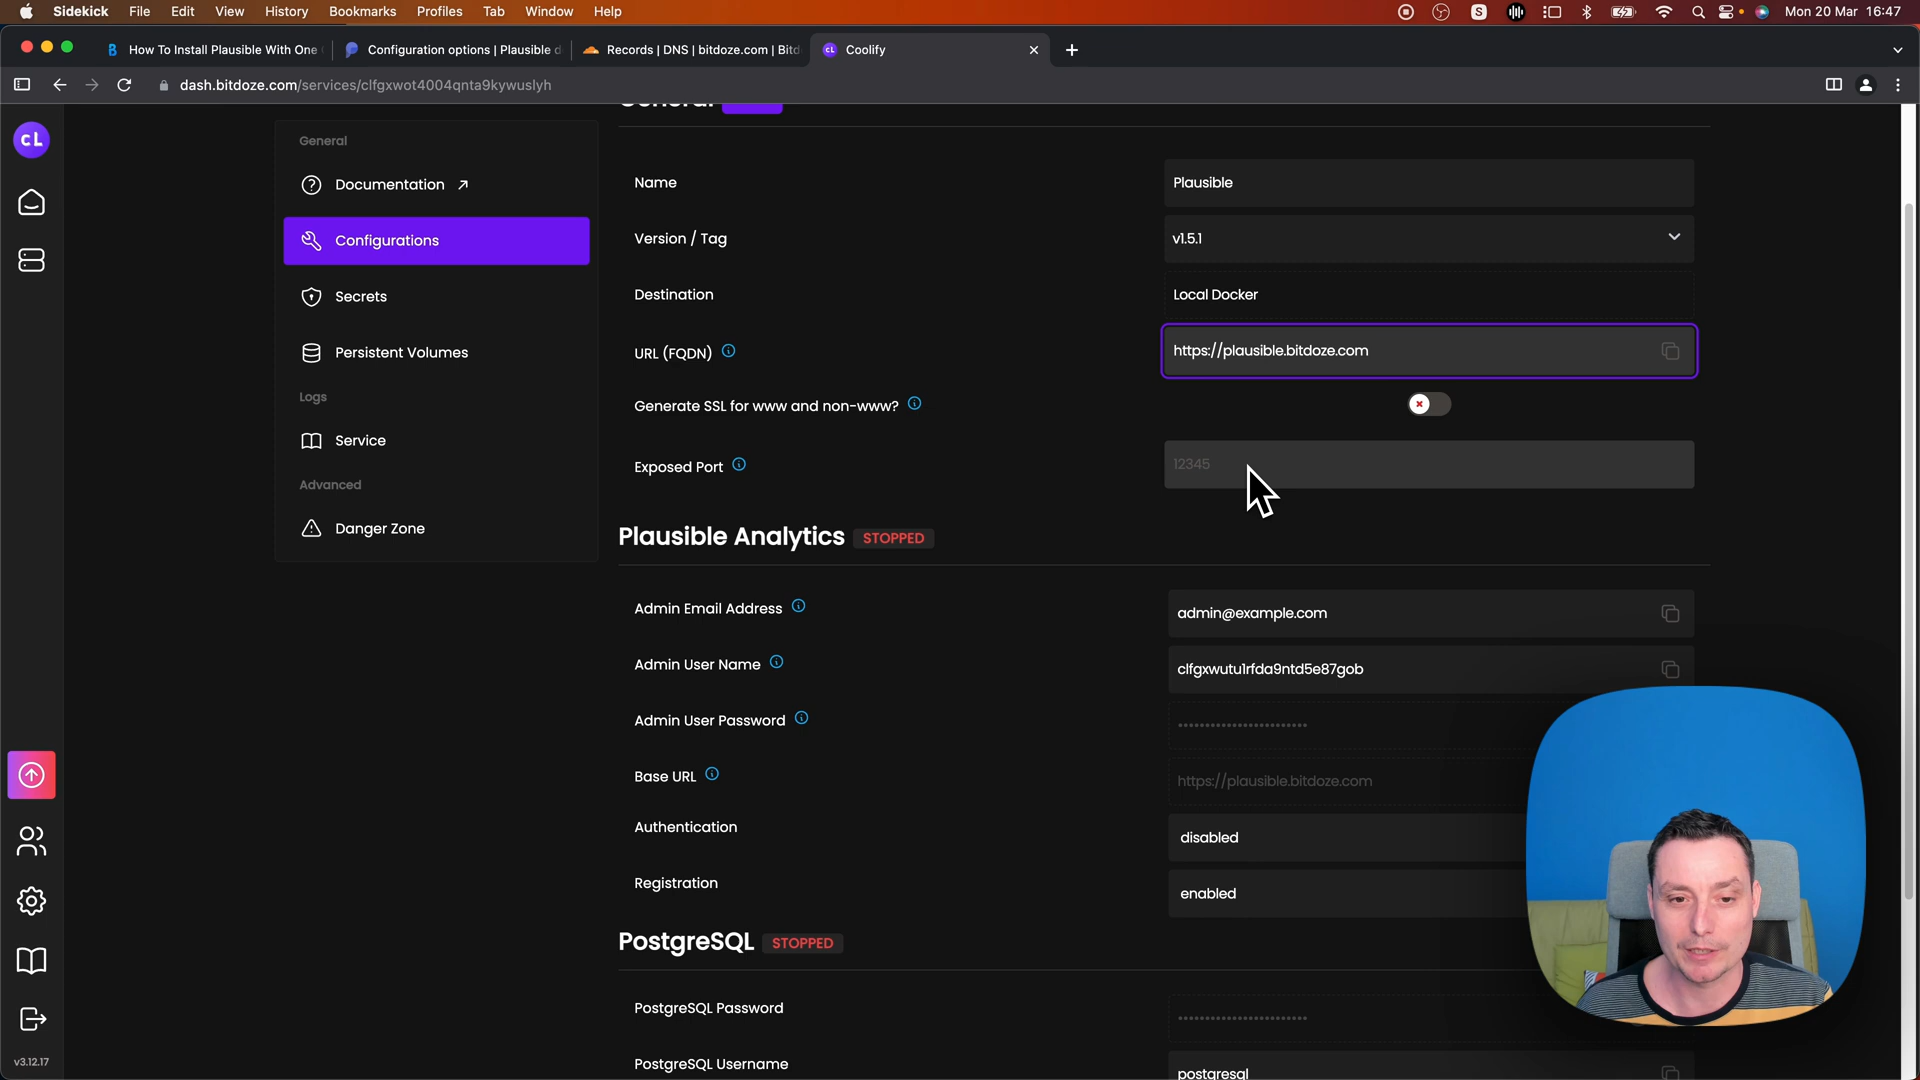 Sidekick File Edit View History Bookmarks Profiles Tab Window Help
S
Mon 20 Mar 16:47
B How To Install Plausible With One
Configuration options | Plausible d
Records | DNS | bitdoze.com | Bitd
CL Coolify
dash.bitdoze.com/services/clfgxwot4004qnta9kywuslyh
CL
General
Documentation
Configurations
Secrets
Persistent Volumes
Logs
Service
Advanced
Danger Zone
General
Name Plausible
Version / Tag v1.5.1
Destination Local Docker
URL (FQDN) https://plausible.bitdoze.com
Generate SSL for www and non-www?
Exposed Port 12345
Plausible Analytics STOPPED
Admin Email Address admin@example.com
Admin User Name clfgxwutu1rfda9ntd5e87gob
Admin User Password
Base URL https://plausible.bitdoze.com
Authentication disabled
Registration enabled
PostgreSQL STOPPED
PostgreSQL Password
PostgreSQL Username postgresql
v3.12.17